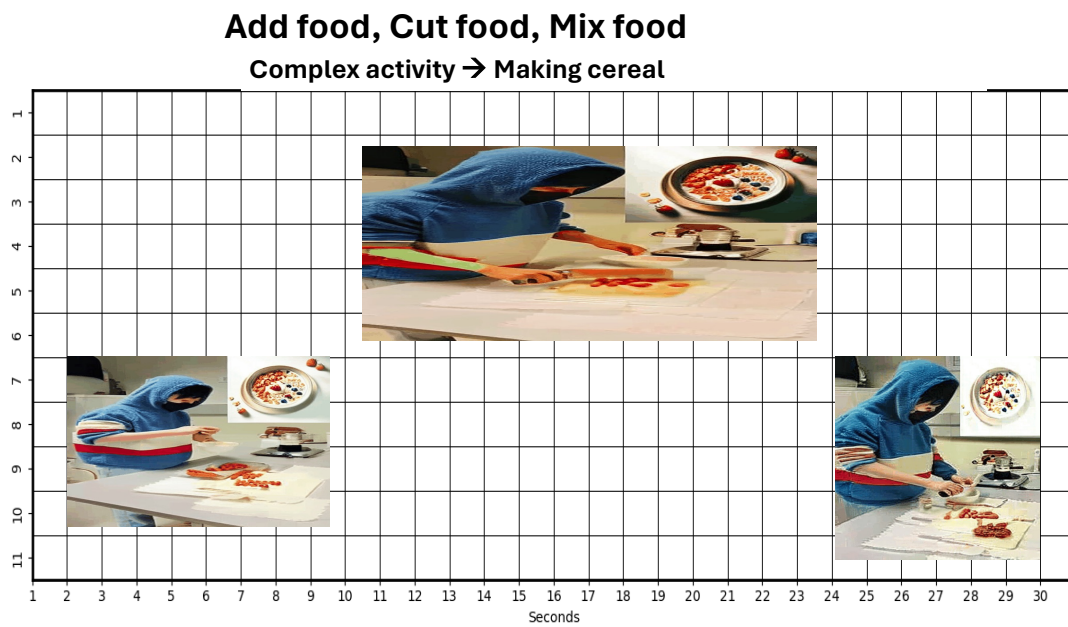 Add food, Cut food, Mix food
Complex activity → Making cereal
1
2
3
4
5
6
7
8
9
10
11
1 2 3 4 5 6 7 8 9 10 11 12 13 14 15 16 17 18 19 20 21 22 23 24 25 26 27 28 29 30
Seconds